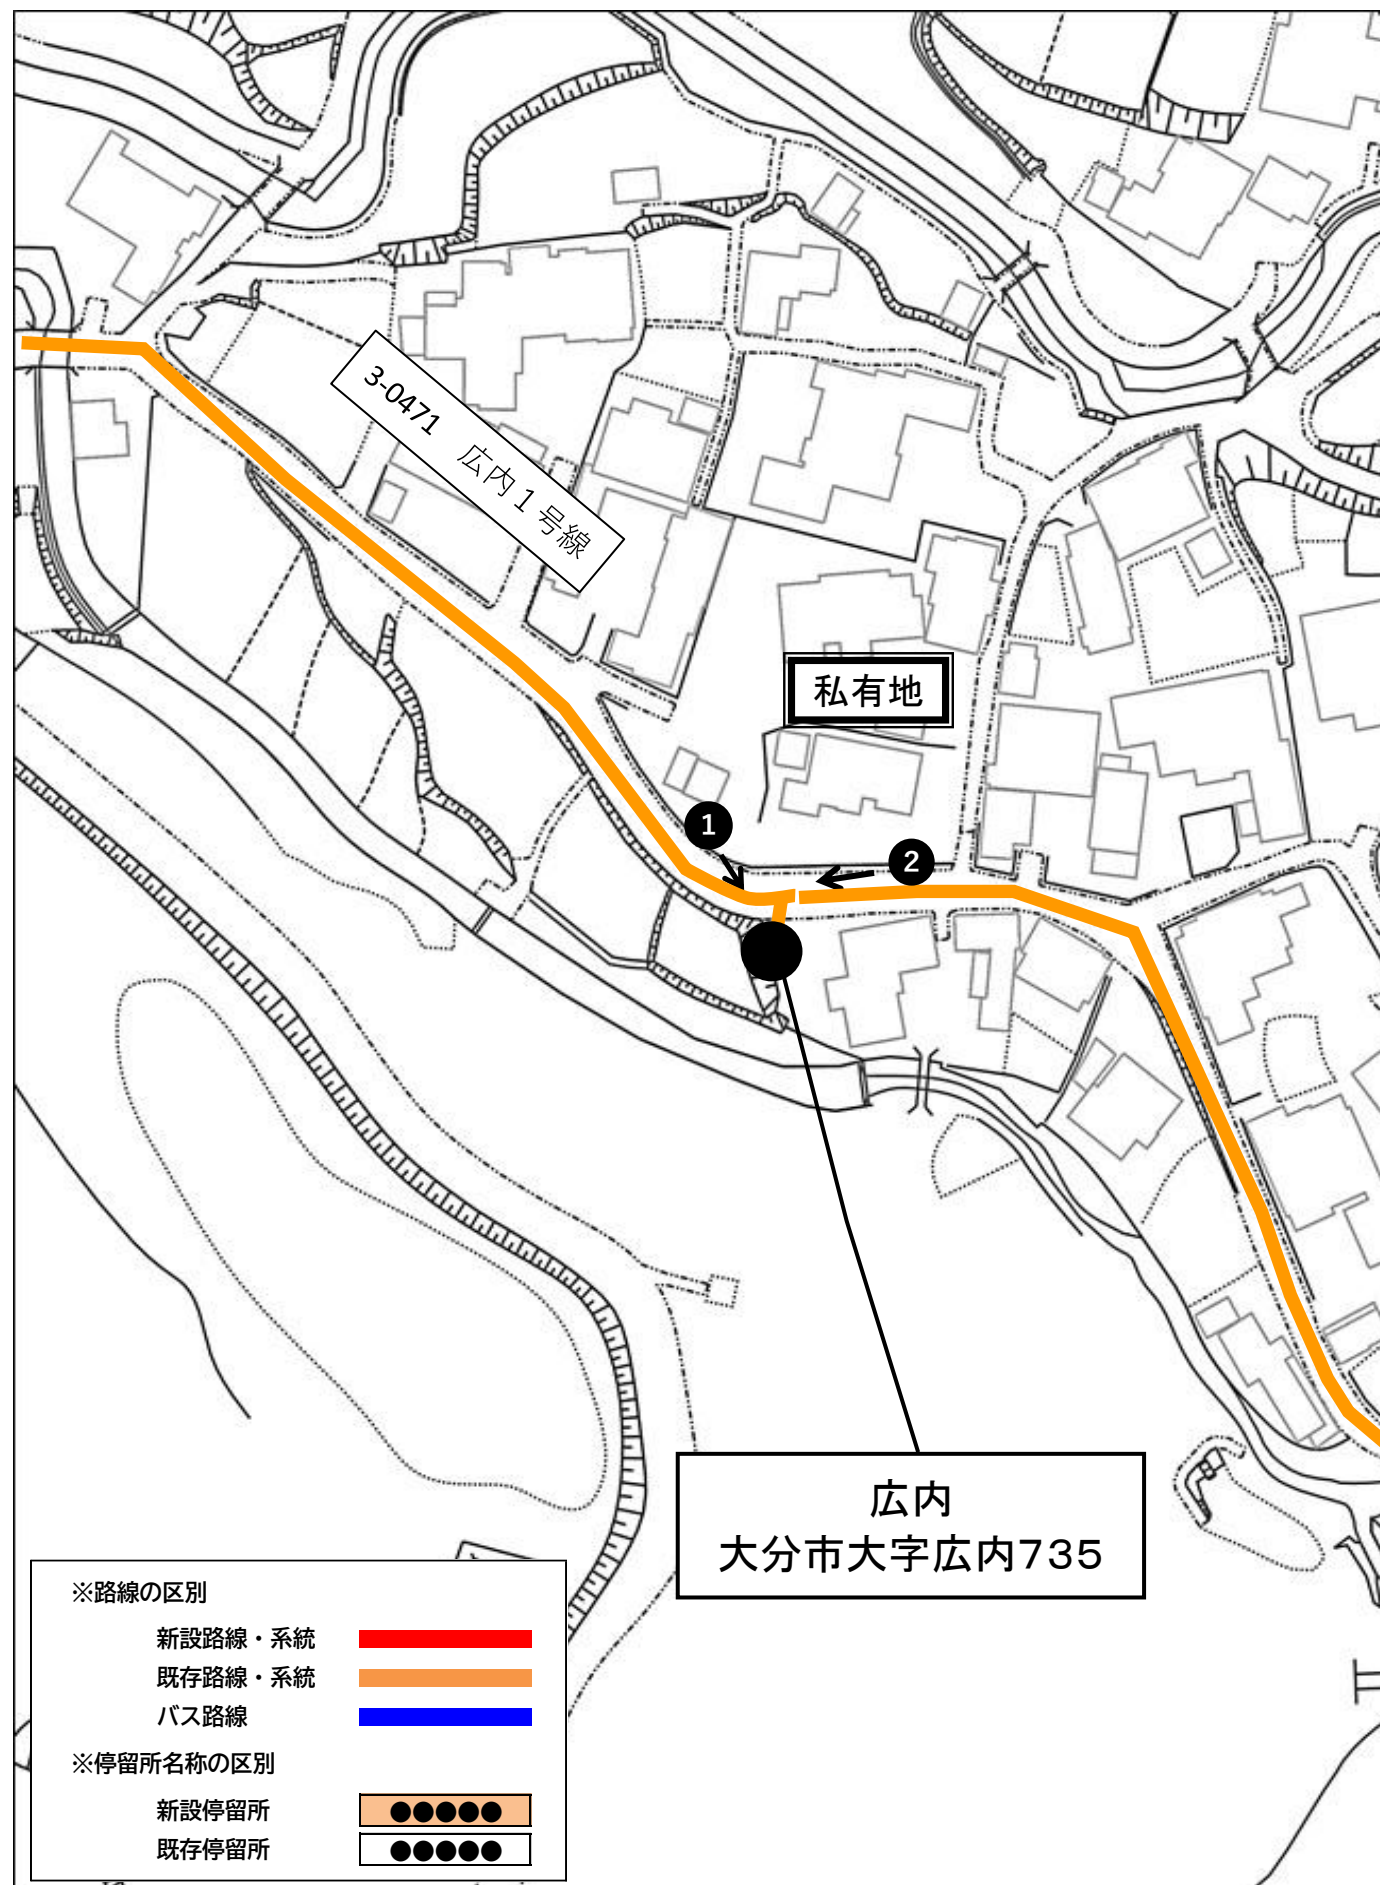 3-0471 広内1号線
私有地
1
2
広内
大分市大字広内735
※路線の区別
新設路線・系統
既存路線・系統
バス路線
※停留所名称の区別
新設停留所 ●●●●●
既存停留所 ●●●●●